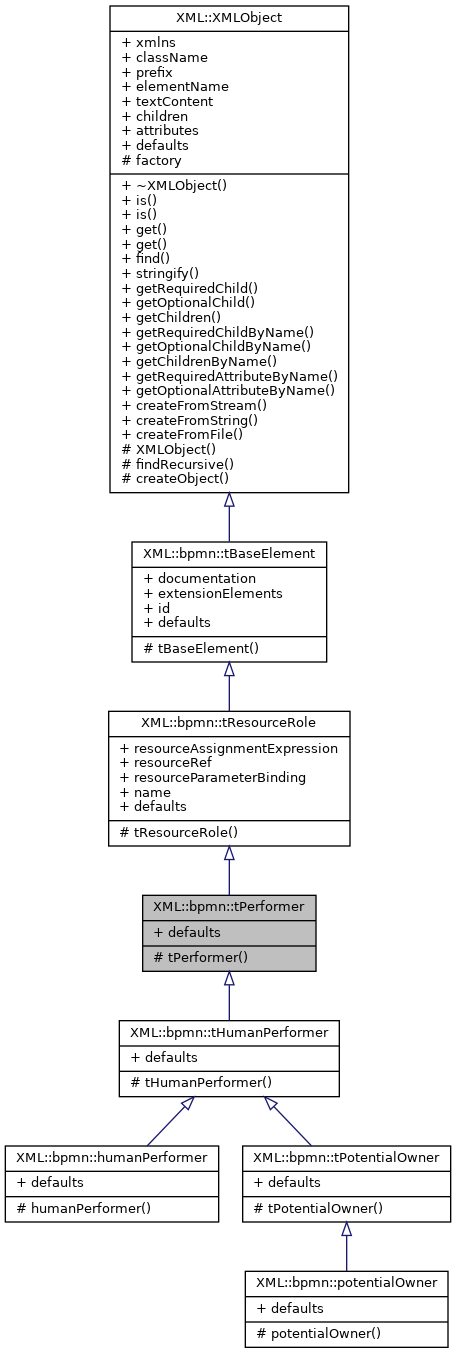 XML::XMLObject
+ xmlns
+ className
+ prefix
+ elementName
+ textContent
+ children
+ attributes
+ defaults
# factory
+ ~XMLObject()
+ is()
+ is()
+ get()
+ get()
+ find()
+ stringify()
+ getRequiredChild()
+ getOptionalChild()
+ getChildren()
+ getRequiredChildByName()
+ getOptionalChildByName()
+ getChildrenByName()
+ getRequiredAttributeByName()
+ getOptionalAttributeByName()
+ createFromStream()
+ createFromString()
+ createFromFile()
# XMLObject()
# findRecursive()
# createObject()
XML::bpmn::tBaseElement
+ documentation
+ extensionElements
+ id
+ defaults
# tBaseElement()
XML::bpmn::tResourceRole
+ resourceAssignmentExpression
+ resourceRef
+ resourceParameterBinding
+ name
+ defaults
# tResourceRole()
XML::bpmn::tPerformer
+ defaults
# tPerformer()
XML::bpmn::tHumanPerformer
+ defaults
# tHumanPerformer()
XML::bpmn::humanPerformer
+ defaults
# humanPerformer()
XML::bpmn::tPotentialOwner
+ defaults
# tPotentialOwner()
XML::bpmn::potentialOwner
+ defaults
# potentialOwner()